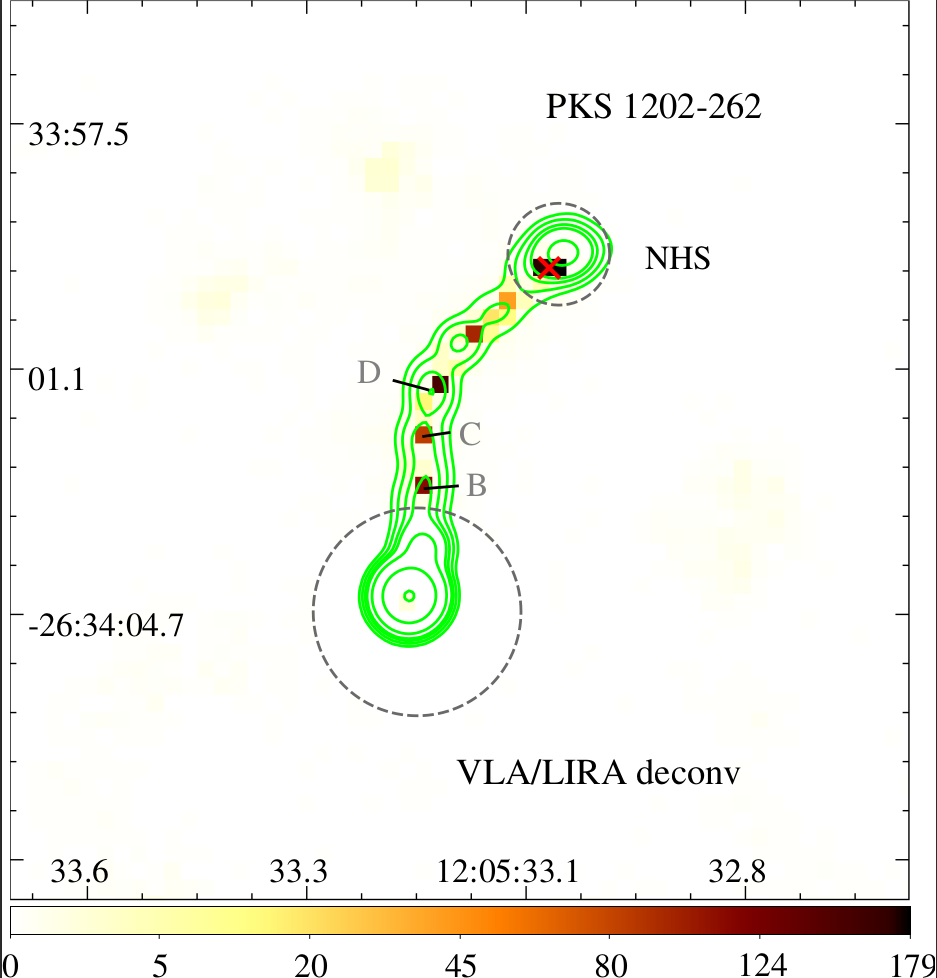 PKS 1202-262
33:57.5
NHS
D
01.1
C
B
-26:34:04.7
VLA/LIRA deconv
33.6 33.3 12:05:33.1 32.8
0 5 20 45 80 124 179